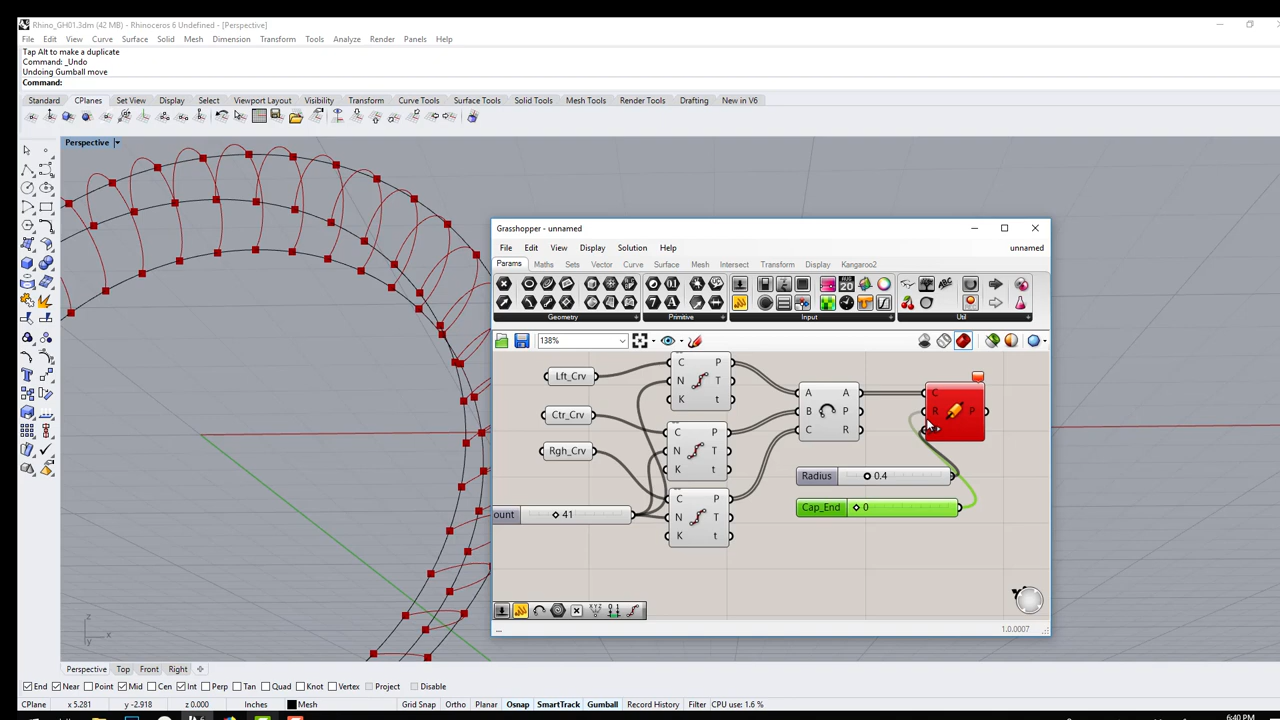 Rhino_GH01.3dm (42 MB) - Rhinoceros 6 Undefined - [Perspective]
File Edit View Curve Surface Solid Mesh Dimension Transform Tools Analyze Render Panels Help
Tap Alt to make a duplicate
Command: _Undo
Undoing Gumball move
Command:
Standard CPlanes Set View Display Select Viewport Layout Visibility Transform Curve Tools Surface Tools Solid Tools Mesh Tools Render Tools Drafting New in V6
Perspective
Grasshopper - unnamed
File Edit View Display Solution Help unnamed
Params Maths Sets Vector Curve Surface Mesh Intersect Transform Display Kangaroo2
Geometry Primitive Input Util
138%
Lft_Crv
C P
N T
K t
Ctr_Crv
C P
N T
K t
Rgh_Crv
C P
N T
K t
ount 41
A A
B P
C R
C
R P
Radius 0.4
Cap_End 0
... 1.0.0007
z
x
y
Perspective Top Front Right
End Near Point Mid Cen Int Perp Tan Quad Knot Vertex Project Disable
CPlane x 5.281 y -2.918 z 0.000 Inches Mesh Grid Snap Ortho Planar Osnap SmartTrack Gumball Record History Filter CPU use: 1.6 %
6:40 PM